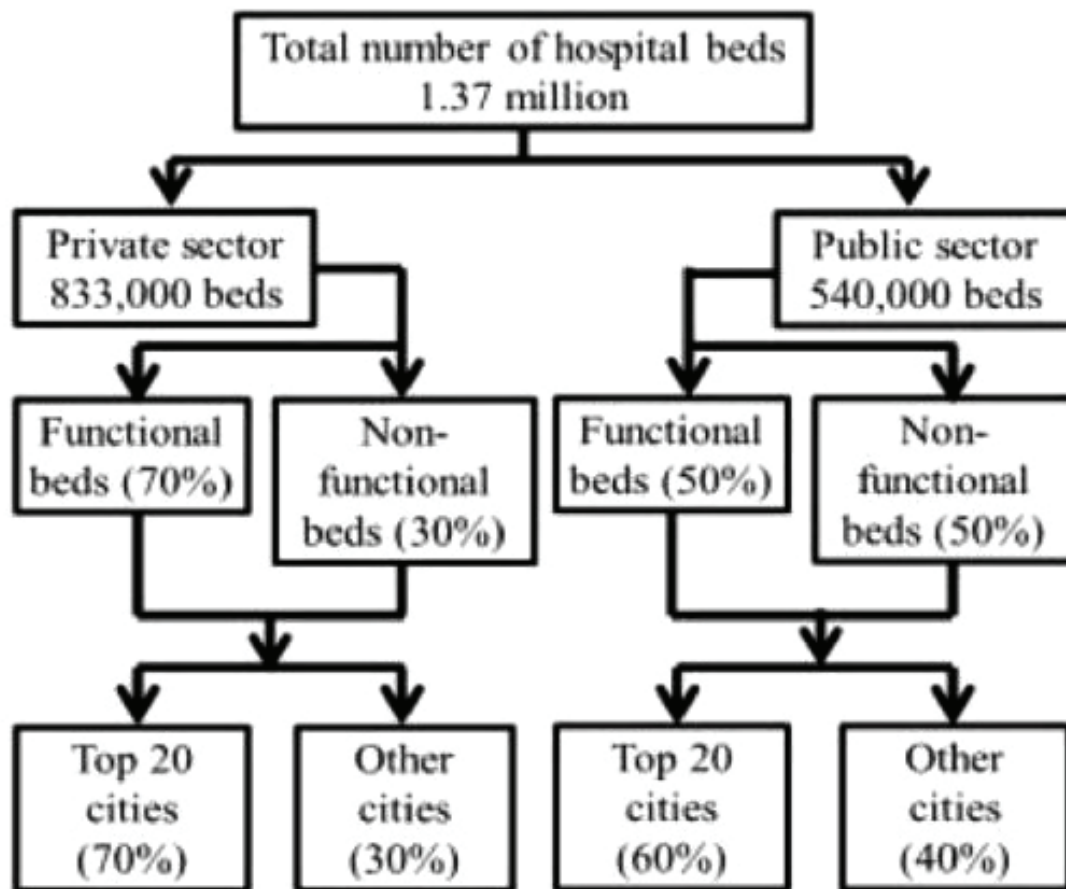 Total number of hospital beds
1.37 million
Private sector
833,000 beds
Public sector
540,000 beds
Functional
beds (70%)
Non-
functional
beds (30%)
Functional
beds (50%)
Non-
functional
beds (50%)
Top 20
cities
(70%)
Other
cities
(30%)
Top 20
cities
(60%)
Other
cities
(40%)